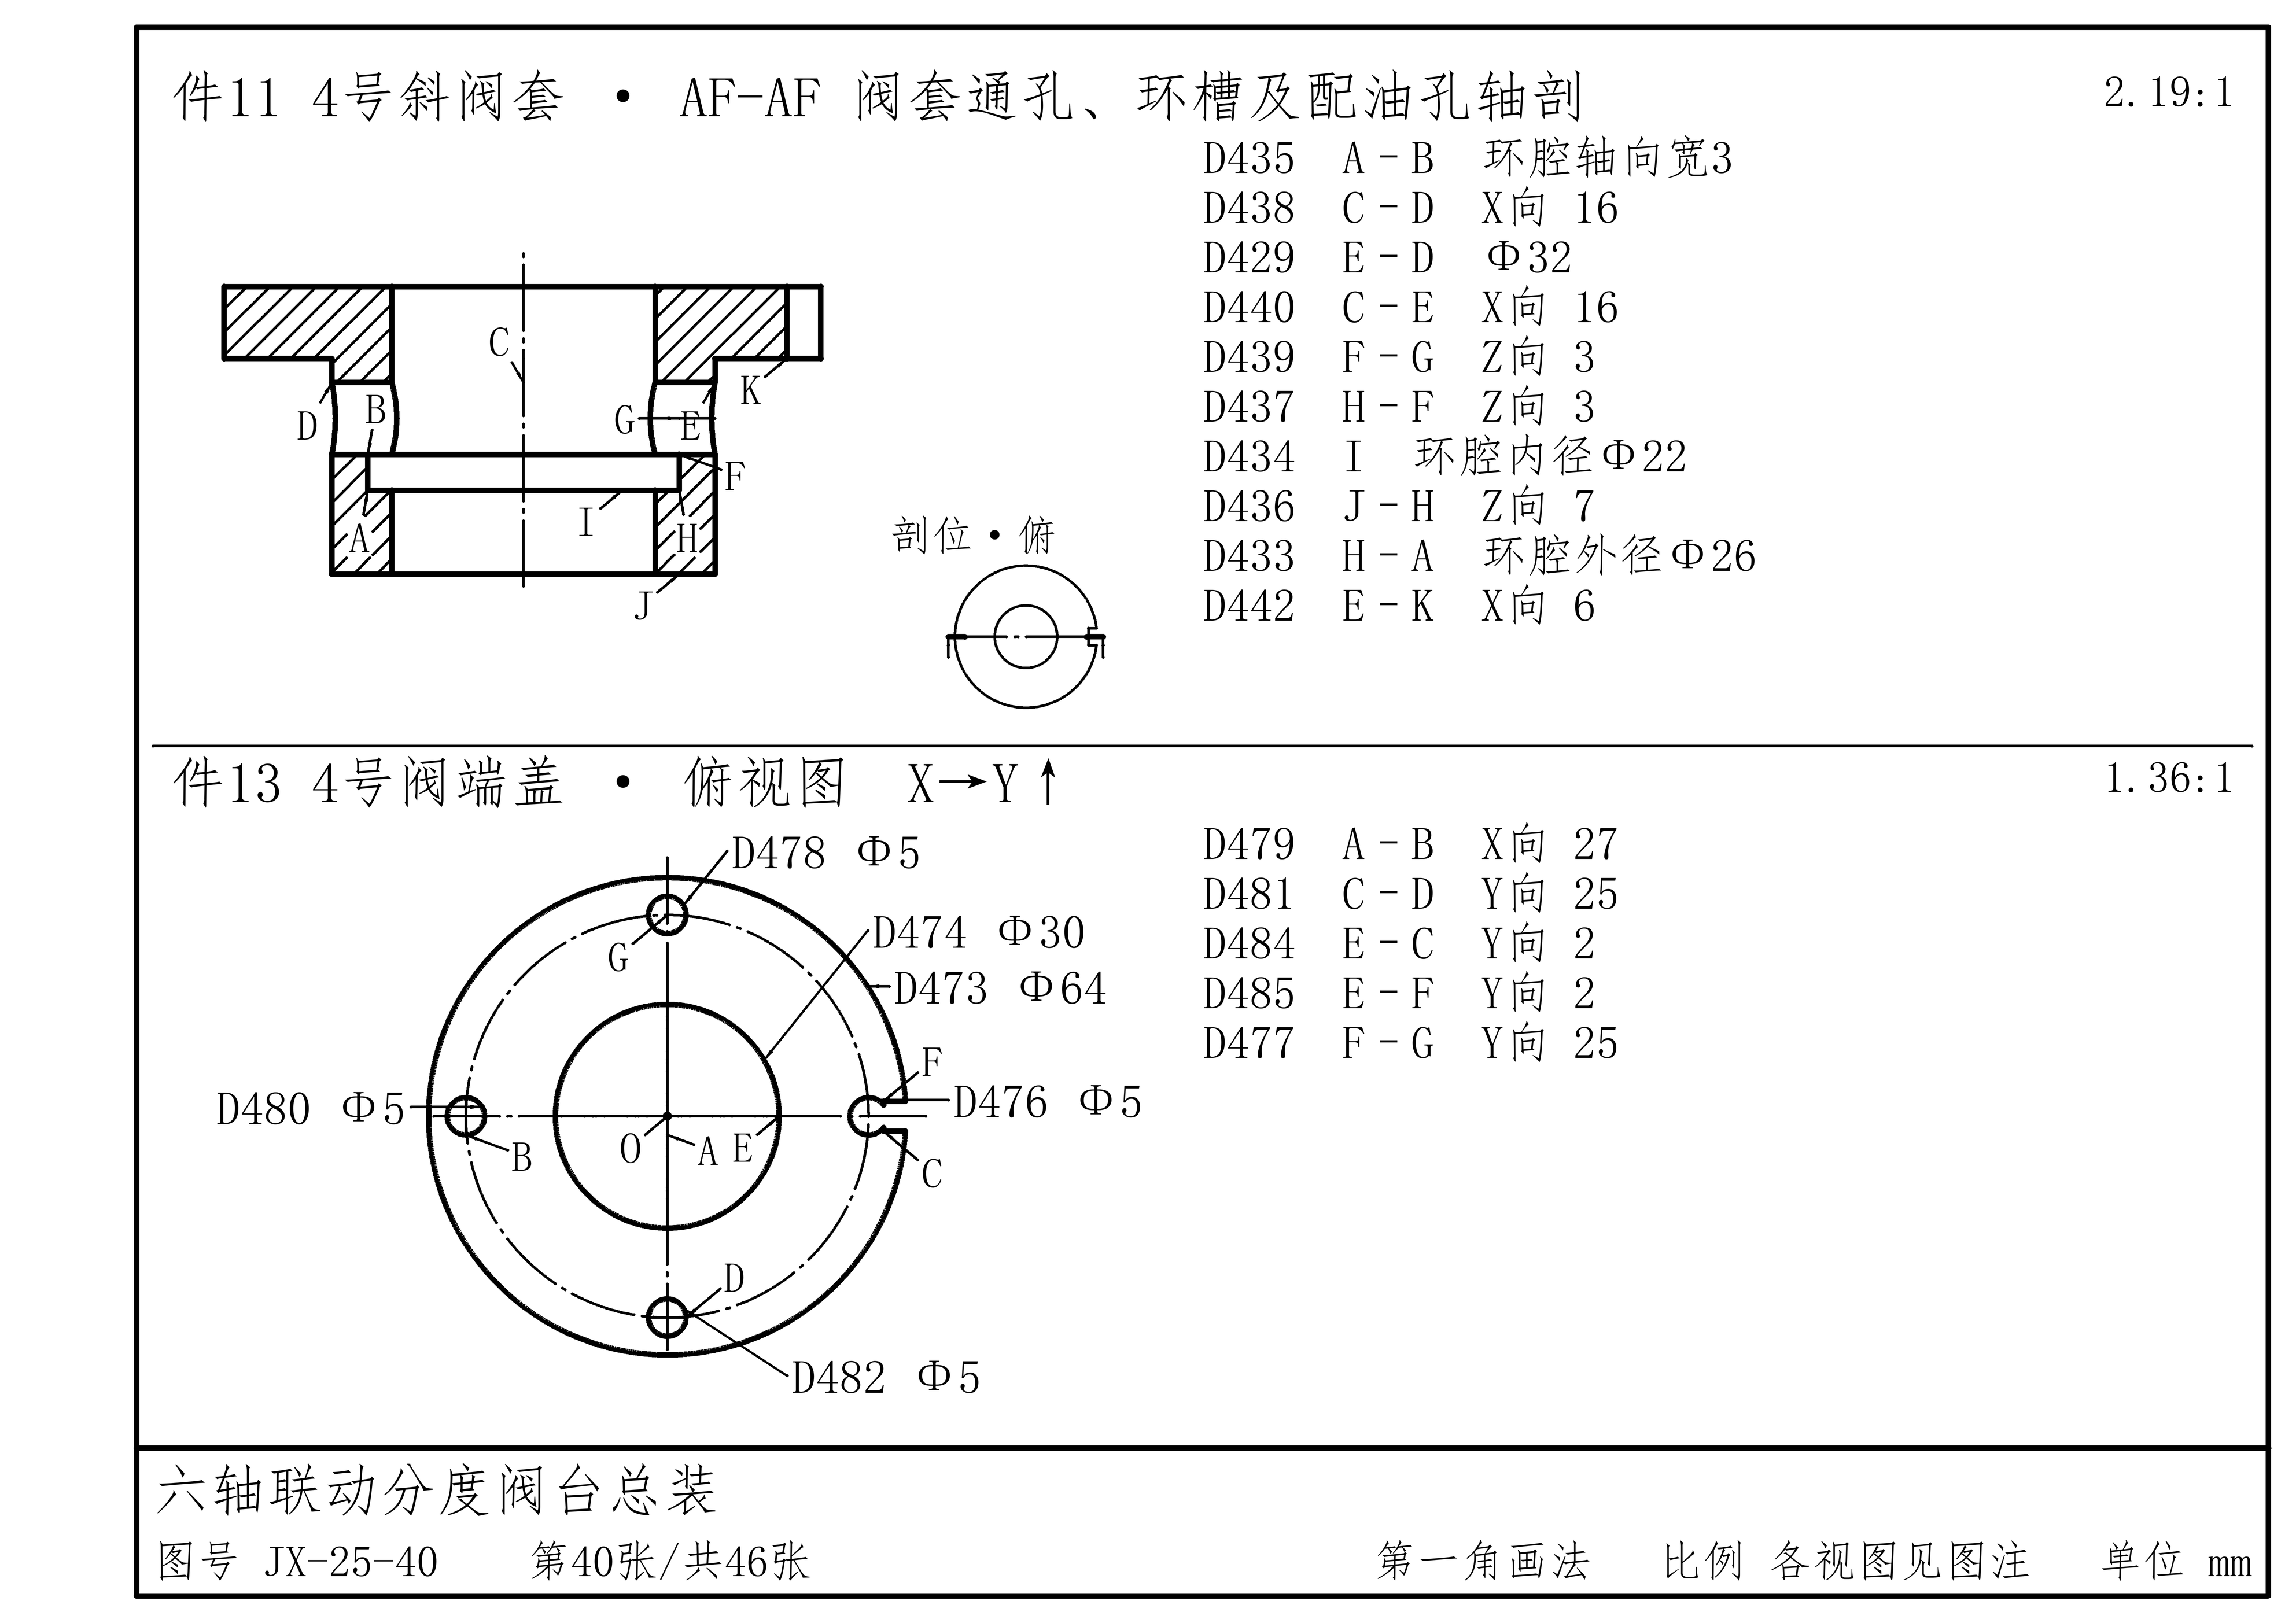 件11 4号斜阀套 · AF-AF 阀套通孔、环槽及配油孔轴剖 2.19:1
D435 A-B 环腔轴向宽3
D438 C-D X向 16
D429 E-D Φ32
D440 C-E X向 16
D439 F-G Z向 3
D437 H-F Z向 3
D434 I 环腔内径Φ22
D436 J-H Z向 7
D433 H-A 环腔外径Φ26
D442 E-K X向 6
C
K
D
B
G
E
F
A
I
H
J
剖位·俯
件13 4号阀端盖 · 俯视图 X→Y↑ 1.36:1
D479 A-B X向 27
D481 C-D Y向 25
D484 E-C Y向 2
D485 E-F Y向 2
D477 F-G Y向 25
D478 Φ5
D474 Φ30
G
D473 Φ64
F
D480 Φ5
D476 Φ5
B
O
A
E
C
D
D482 Φ5
六轴联动分度阀台总装
图号 JX-25-40 第40张/共46张 第一角画法 比例 各视图见图注 单位 mm